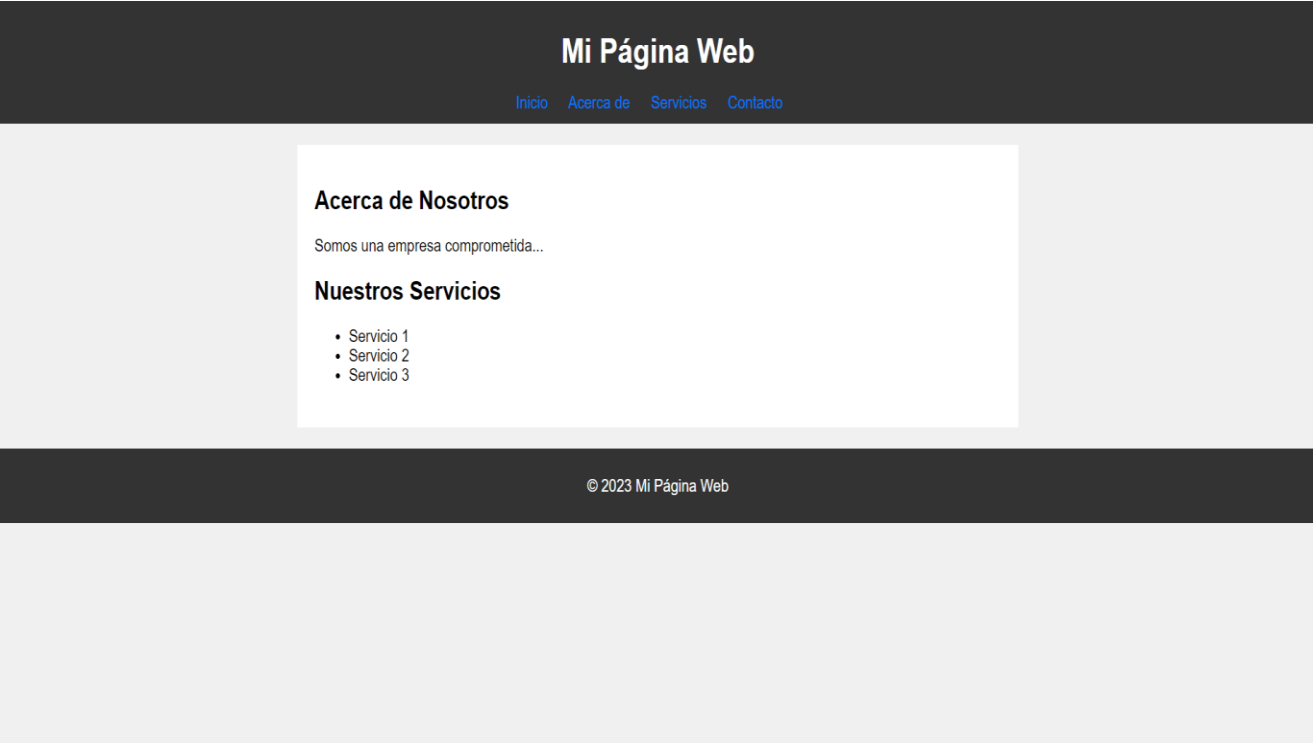 Mi Página Web
Inicio Acerca de Servicios Contacto
Acerca de Nosotros
Somos una empresa comprometida...
Nuestros Servicios
• Servicio 1
• Servicio 2
• Servicio 3
© 2023 Mi Página Web